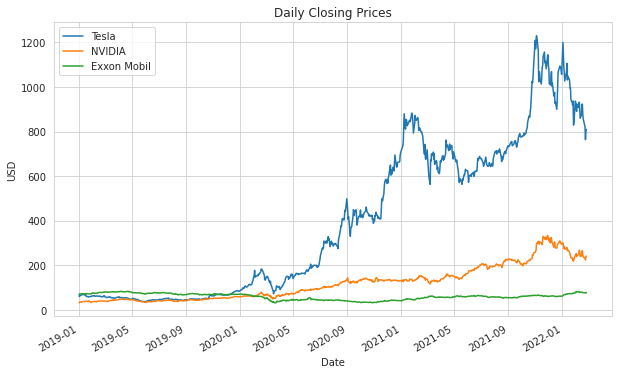 Daily Closing Prices
Tesla
NVIDIA
Exxon Mobil
1200
1000
800
600
400
200
0
USD
2019-01
2019-05
2019-09
2020-01
2020-05
2020-09
2021-01
2021-05
2021-09
2022-01
Date